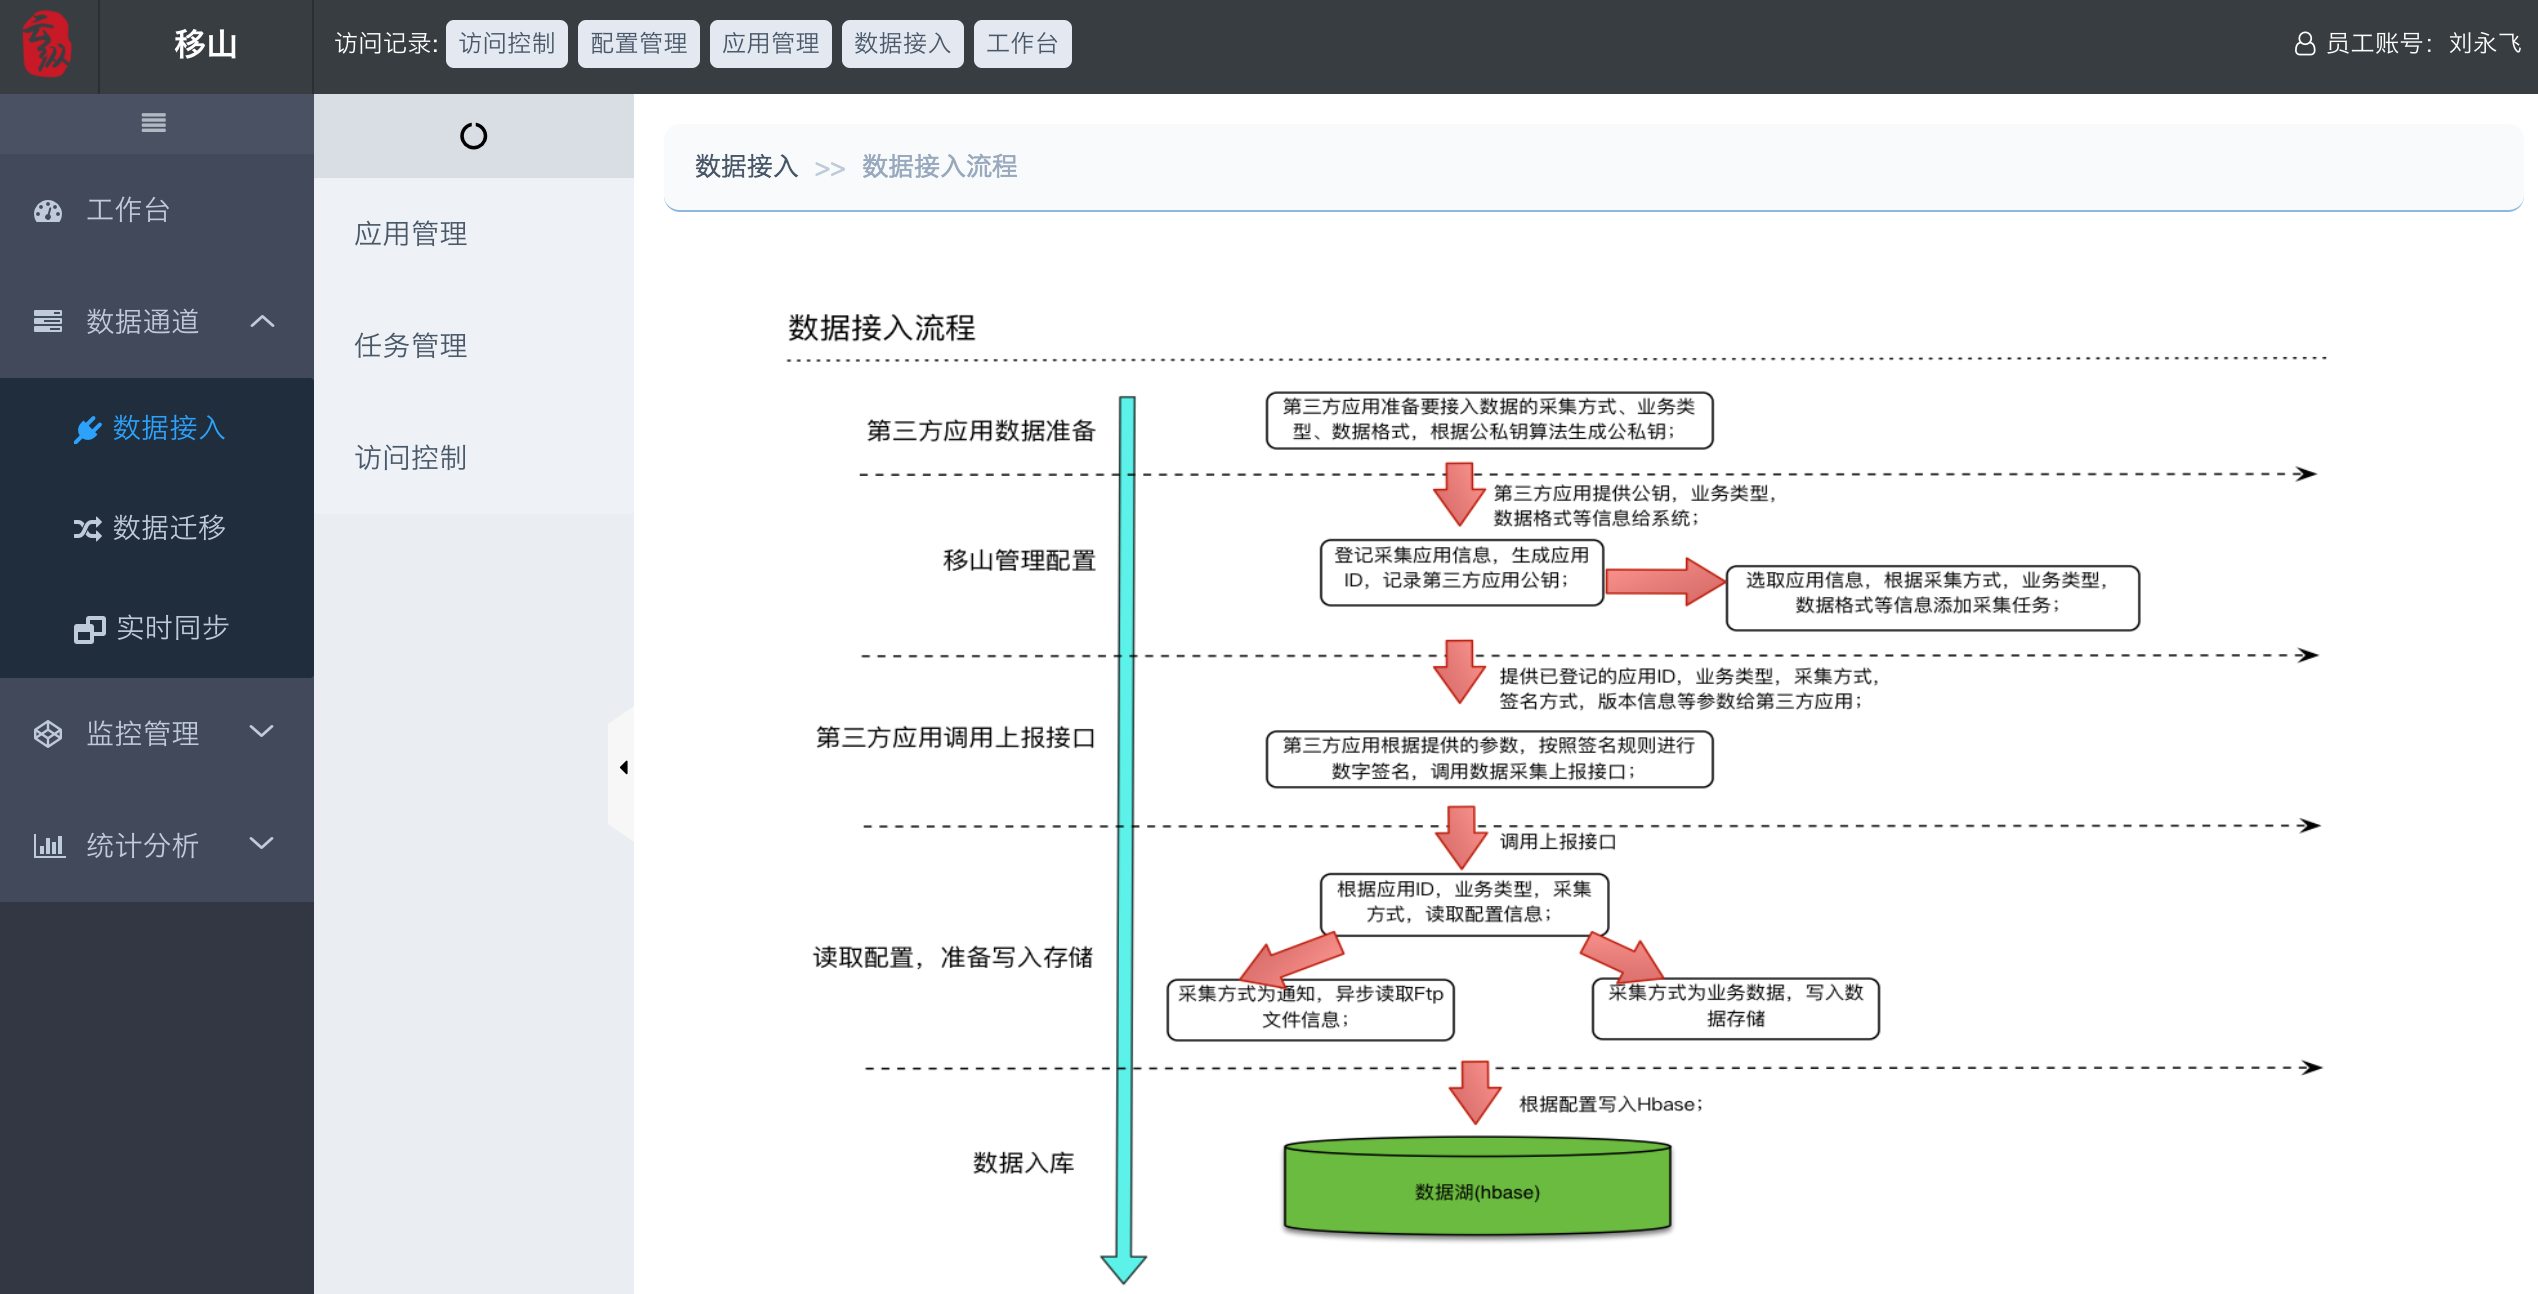 云纵
移山
访问记录: 访问控制 配置管理 应用管理 数据接入 工作台
员工账号：刘永飞
工作台
数据通道
数据接入
数据迁移
实时同步
监控管理
统计分析
应用管理
任务管理
访问控制
数据接入 >> 数据接入流程
数据接入流程
第三方应用数据准备
第三方应用准备要接入数据的采集方式、业务类
型、数据格式，根据公私钥算法生成公私钥；
第三方应用提供公钥，业务类型，
数据格式等信息给系统；
移山管理配置
登记采集应用信息，生成应用
ID，记录第三方应用公钥；
选取应用信息，根据采集方式，业务类型，
数据格式等信息添加采集任务；
提供已登记的应用ID，业务类型，采集方式，
签名方式，版本信息等参数给第三方应用；
第三方应用调用上报接口
第三方应用根据提供的参数，按照签名规则进行
数字签名，调用数据采集上报接口；
调用上报接口
根据应用ID，业务类型，采集
方式，读取配置信息；
读取配置，准备写入存储
采集方式为通知，异步读取Ftp
文件信息；
采集方式为业务数据，写入数
据存储
根据配置写入Hbase；
数据入库
数据湖(hbase)